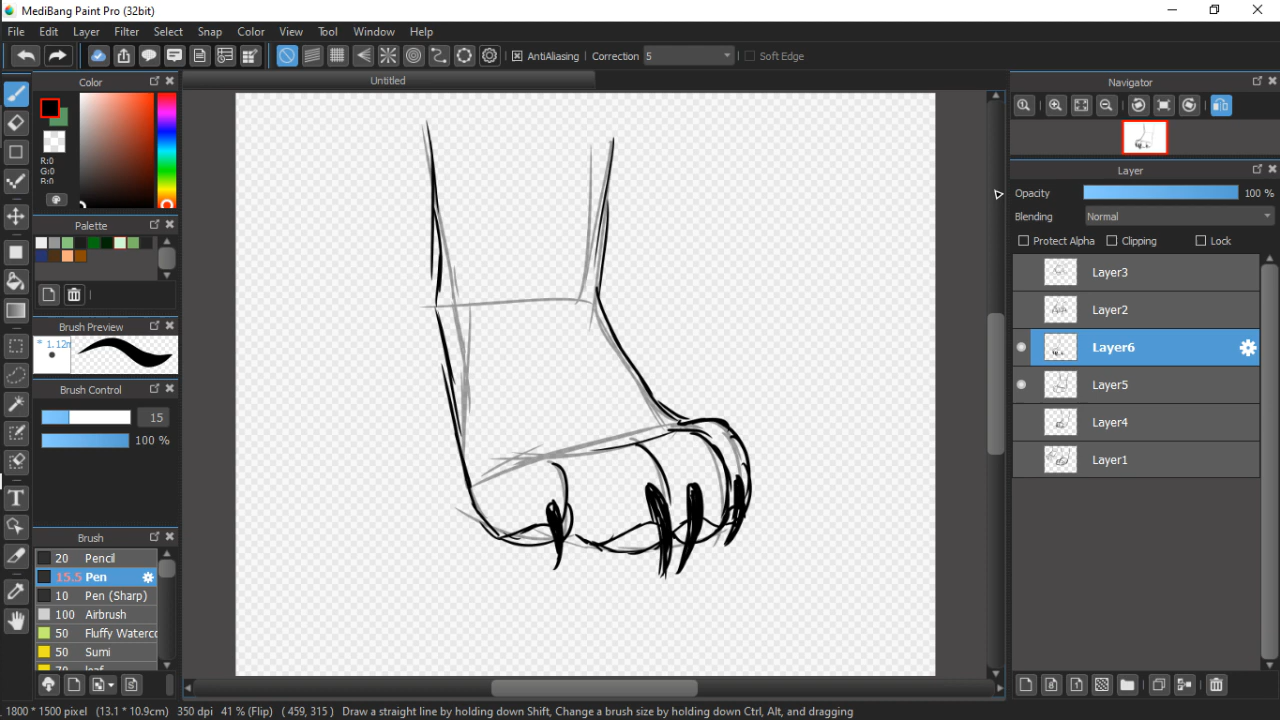 MediBang Paint Pro (32bit)
File Edit Layer Filter Select Snap Color View Tool Window Help
AntiAliasing Correction 5 Soft Edge
Untitled
Color
R:0
G:0
B:0
Palette
Brush Preview
Brush Control
15
100 %
Brush
20 Pencil
15.5 Pen
10 Pen (Sharp)
100 Airbrush
50 Fluffy Waterco
50 Sumi
Navigator
Layer
Opacity 100 %
Blending Normal
Protect Alpha Clipping Lock
Layer3
Layer2
Layer6
Layer5
Layer4
Layer1
1800 * 1500 pixel (13.1 * 10.9cm) 350 dpi 41 % (Flip) ( 459, 315 ) Draw a straight line by holding down Shift, Change a brush size by holding down Ctrl, Alt, and dragging